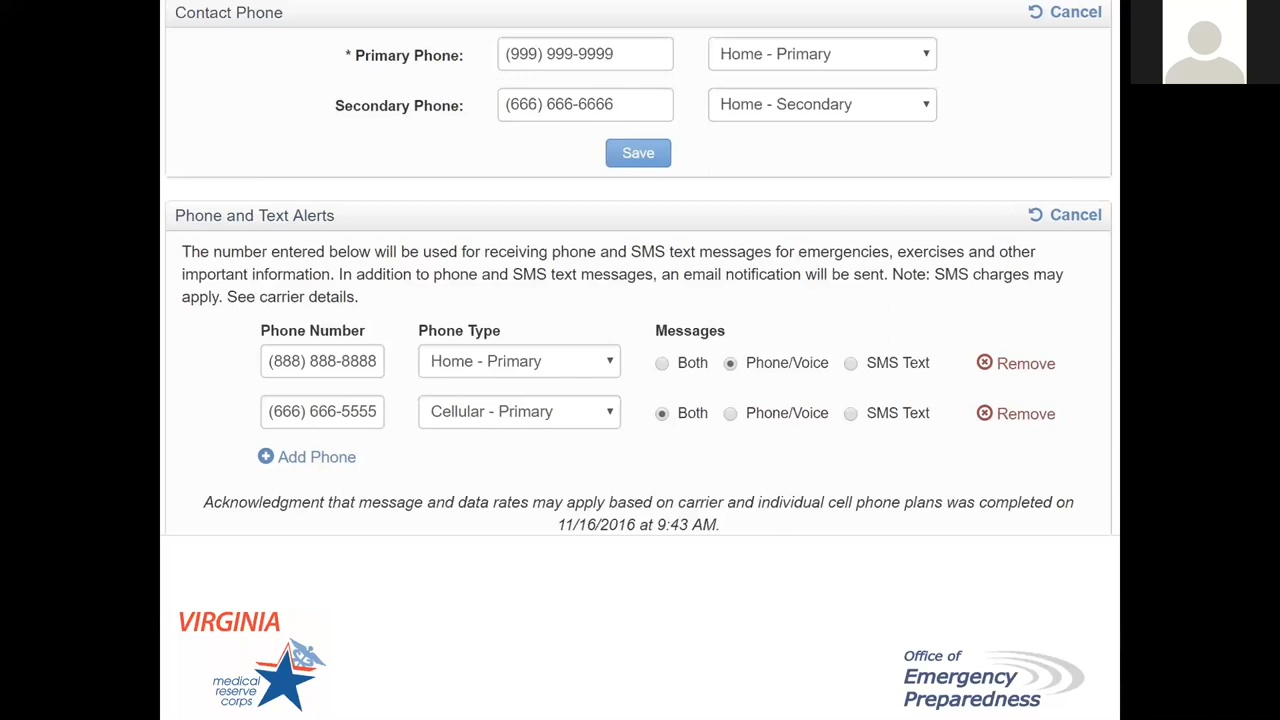 Contact Phone Cancel
* Primary Phone: (999) 999-9999 Home - Primary
Secondary Phone: (666) 666-6666 Home - Secondary
Save
Phone and Text Alerts Cancel
The number entered below will be used for receiving phone and SMS text messages for emergencies, exercises and other
important information. In addition to phone and SMS text messages, an email notification will be sent. Note: SMS charges may
apply. See carrier details.
Phone Number Phone Type Messages
(888) 888-8888 Home - Primary Both Phone/Voice SMS Text Remove
(666) 666-5555 Cellular - Primary Both Phone/Voice SMS Text Remove
Add Phone
Acknowledgment that message and data rates may apply based on carrier and individual cell phone plans was completed on
11/16/2016 at 9:43 AM.
VIRGINIA
medical
reserve
corps
Office of
Emergency
Preparedness